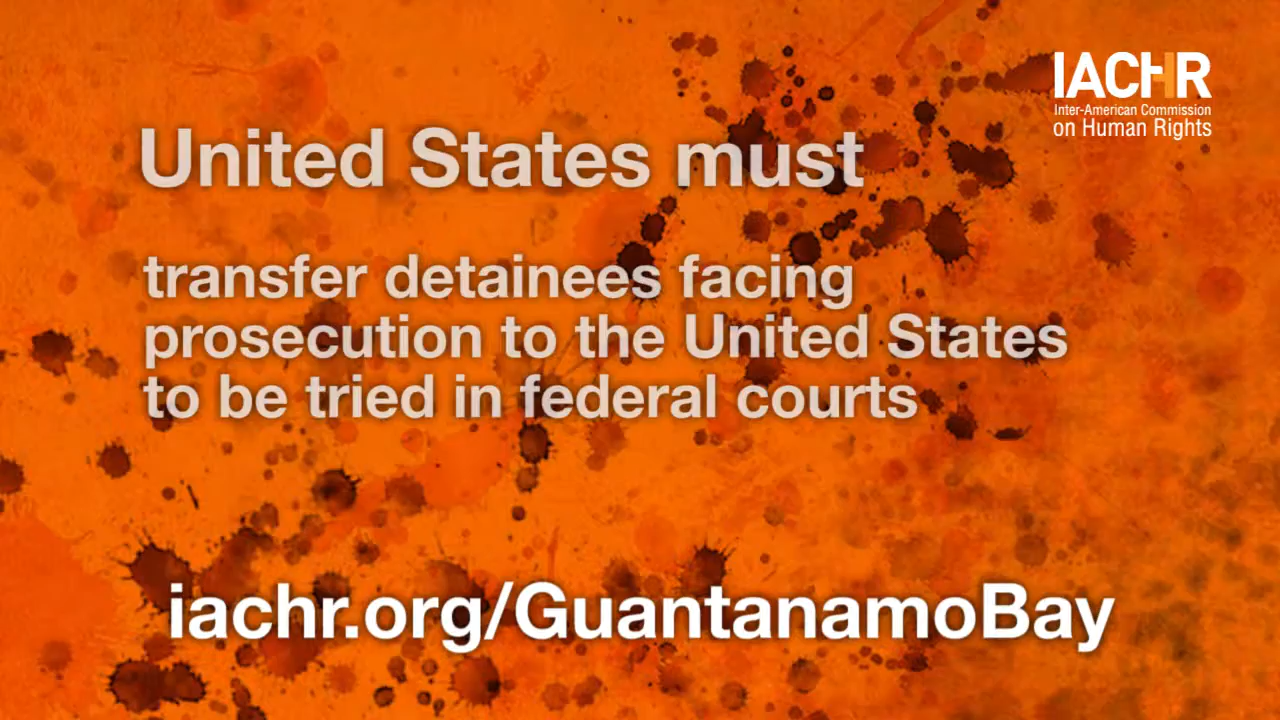 IACHR
Inter-American Commission
on Human Rights
United States must
transfer detainees facing
prosecution to the United States
to be tried in federal courts
iachr.org/GuantanamoBay